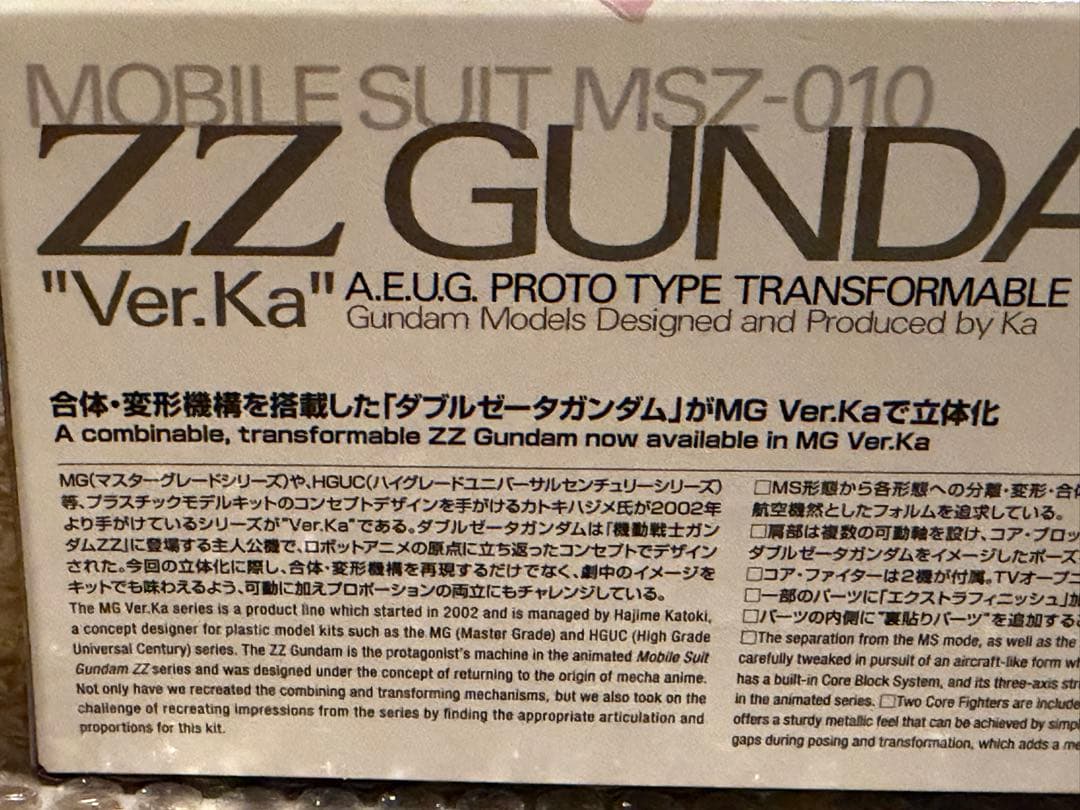 MOBILE SUIT MSZ-010
ZZ GUNDA
"Ver.Ka" A.E.U.G. PROTO TYPE TRANSFORMABLE
Gundam Models Designed and Produced by Ka
合体・変形機構を搭載した「ダブルゼータガンダム」がMG Ver.Kaで立体化
A combinable, transformable ZZ Gundam now available in MG Ver.Ka
MG(マスターグレードシリーズ)や、HGUC(ハイグレードユニバーサルセンチュリーシリーズ)
等、プラスチックモデルキットのコンセプトデザインを手がけるカトキハジメ氏が2002年
より手がけているシリーズが"Ver.Ka"である。ダブルゼータガンダムは「機動戦士ガン
ダムZZ」に登場する主人公機で、ロボットアニメの原点に立ち返ったコンセプトでデザイン
された。今回の立体化に際し、合体・変形機構を再現するだけでなく、劇中のイメージを
キットでも味わえるよう、可動に加えプロポーションの両立にもチャレンジしている。
The MG Ver.Ka series is a product line which started in 2002 and is managed by Hajime Katoki,
a concept designer for plastic model kits such as the MG (Master Grade) and HGUC (High Grade
Universal Century) series. The ZZ Gundam is the protagonist's machine in the animated Mobile Suit
Gundam ZZ series and was designed under the concept of returning to the origin of mecha anime.
Not only have we recreated the combining and transforming mechanisms, but we also took on the
challenge of recreating impressions from the series by finding the appropriate articulation and
proportions for this kit.
□MS形態から各形態への分離・変形・合体
航空機然としたフォルムを追求している。
□肩部は複数の可動軸を設け、コア・ブロッ
ダブルゼータガンダムをイメージしたポーズ
□コア・ファイターは2機が付属。TVオープニ
□一部のパーツに「エクストラフィニッシュ」加
□パーツの内側に"裏貼りパーツ"を追加するこ
□The separation from the MS mode, as well as the
carefully tweaked in pursuit of an aircraft-like form wh
has a built-in Core Block System, and its three-axis
in the animated series. □Two Core Fighters are include
offers a sturdy metallic feel that can be achieved by simpl
gaps during posing and transformation, which adds a me